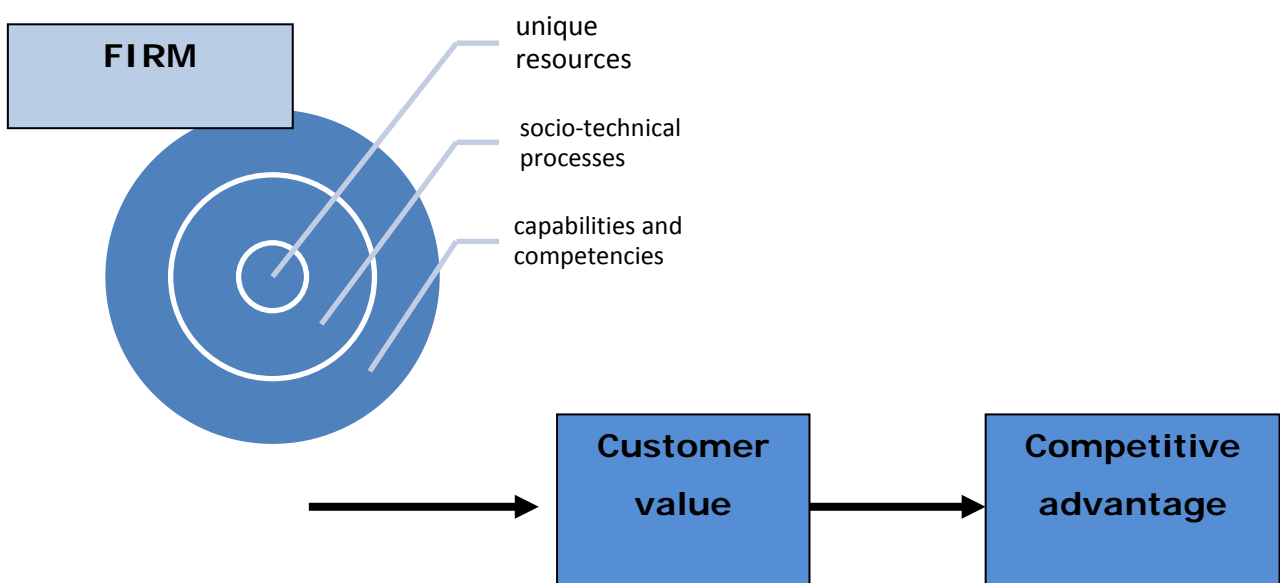 FIRM
unique
resources
socio-technical
processes
capabilities and
competencies
Customer
value
Competitive
advantage